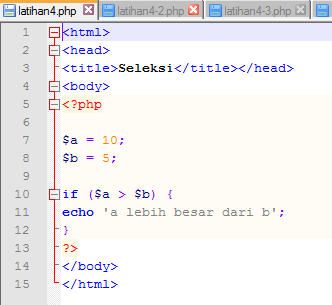 latihan4.php latihan4-2.php latihan4-3.php
1 <html>
2 <head>
3 <title>Seleksi</title></head>
4 <body>
5 <?php
6
7 $a = 10;
8 $b = 5;
9
10 if ($a > $b) {
11 echo 'a lebih besar dari b';
12 }
13 ?>
14 </body>
15 </html>